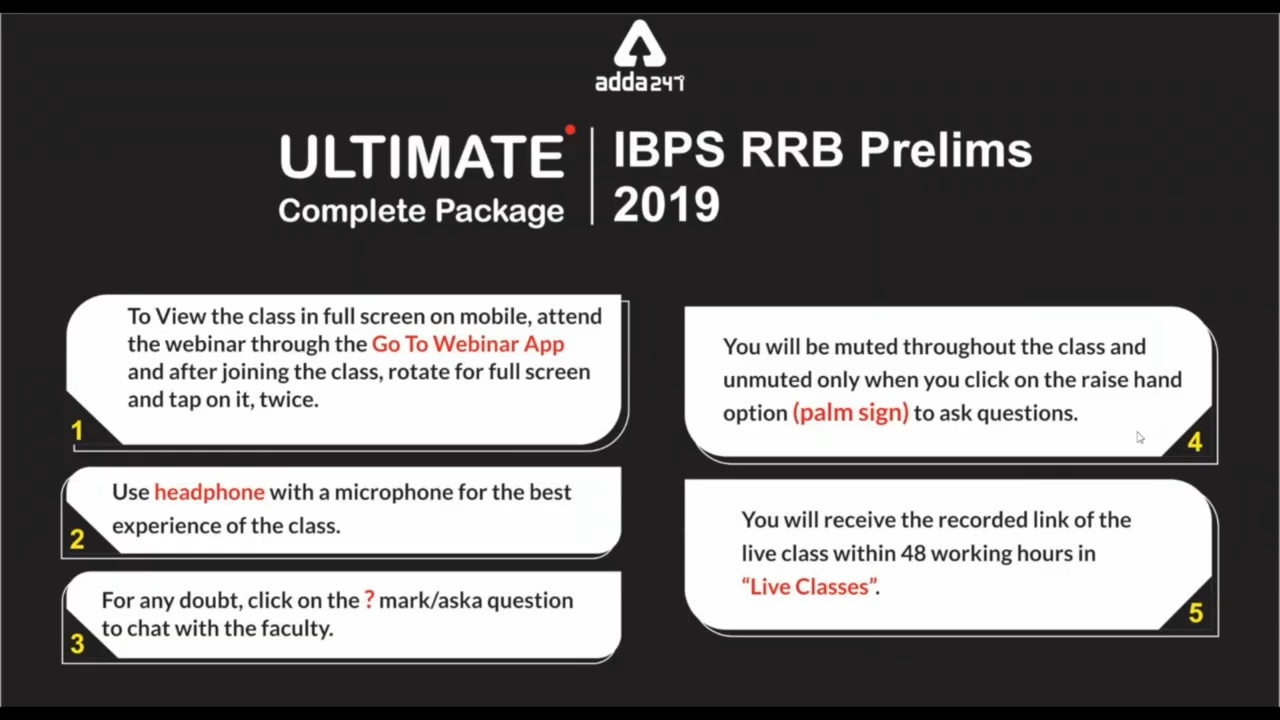 adda247
ULTIMATE
Complete Package
IBPS RRB Prelims
2019
To View the class in full screen on mobile, attend
the webinar through the Go To Webinar App
and after joining the class, rotate for full screen
and tap on it, twice.
1
Use headphone with a microphone for the best
experience of the class.
2
For any doubt, click on the ? mark/aska question
to chat with the faculty.
3
You will be muted throughout the class and
unmuted only when you click on the raise hand
option (palm sign) to ask questions.
4
You will receive the recorded link of the
live class within 48 working hours in
“Live Classes”.
5